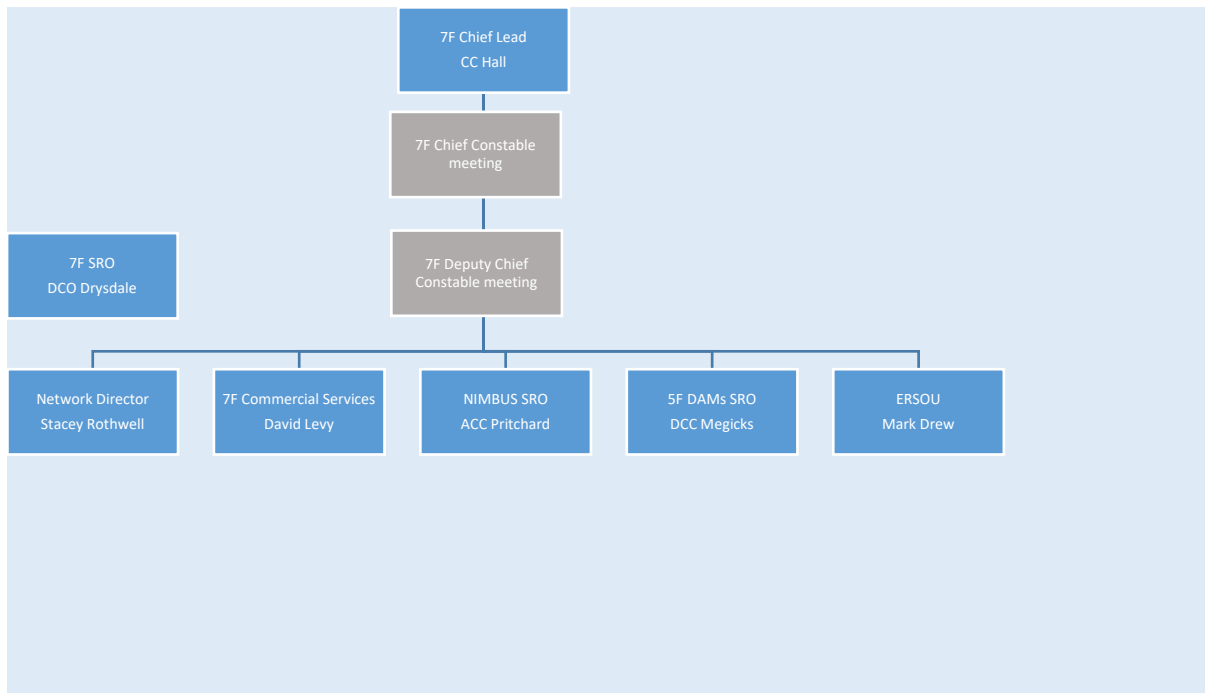 7F Chief Lead
CC Hall
7F Chief Constable
meeting
7F Deputy Chief
Constable meeting
7F SRO
DCO Drysdale
Network Director
Stacey Rothwell
7F Commercial Services
David Levy
NIMBUS SRO
ACC Pritchard
5F DAMs SRO
DCC Megicks
ERSOU
Mark Drew